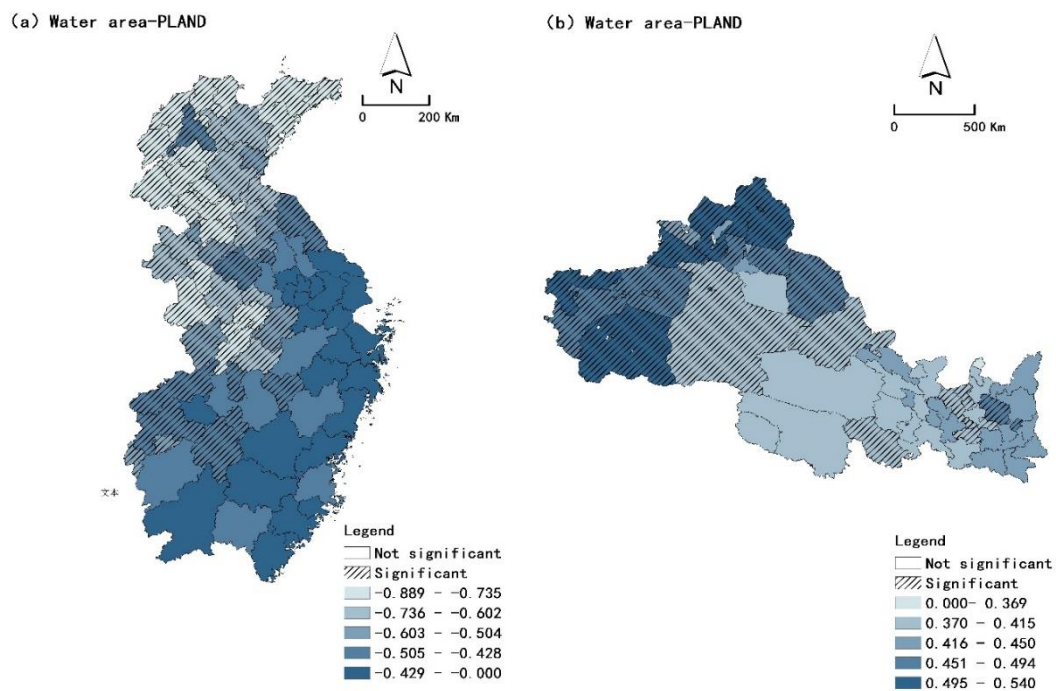 (a) Water area-PLAND
N
0 200 Km
文本
Legend
Not significant
Significant
-0.889 - -0.735
-0.736 - -0.602
-0.603 - -0.504
-0.505 - -0.428
-0.429 - -0.000
(b) Water area-PLAND
N
0 500 Km
Legend
Not significant
Significant
0.000- 0.369
0.370 - 0.415
0.416 - 0.450
0.451 - 0.494
0.495 - 0.540